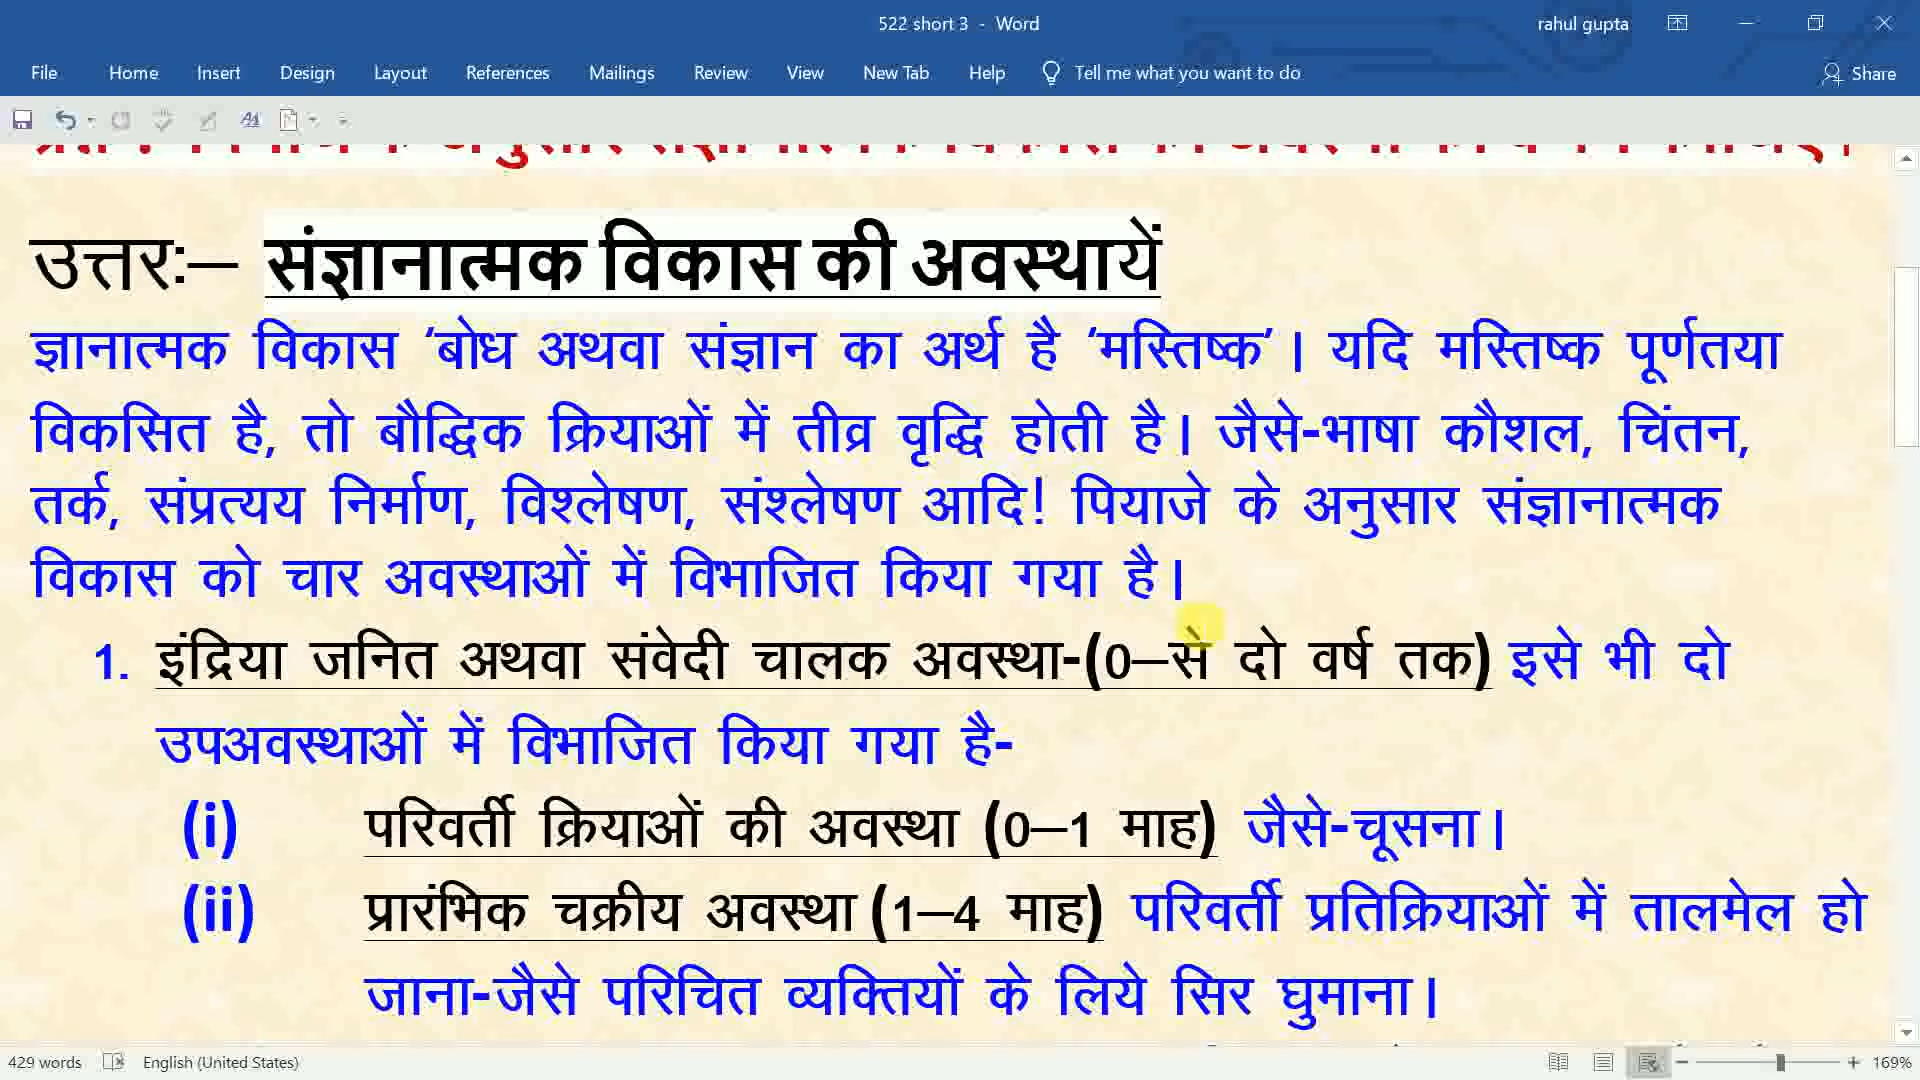 522 short 3 - Word
rahul gupta
File Home Insert Design Layout References Mailings Review View New Tab Help Tell me what you want to do Share
उत्तरः– संज्ञानात्मक विकास की अवस्थायें
ज्ञानात्मक विकास ‘बोध अथवा संज्ञान का अर्थ है ‘मस्तिष्क’। यदि मस्तिष्क पूर्णतया
विकसित है, तो बौद्धिक क्रियाओं में तीव्र वृद्धि होती है। जैसे-भाषा कौशल, चिंतन,
तर्क, संप्रत्यय निर्माण, विश्लेषण, संश्लेषण आदि! पियाजे के अनुसार संज्ञानात्मक
विकास को चार अवस्थाओं में विभाजित किया गया है।
1. इंद्रिया जनित अथवा संवेदी चालक अवस्था-(0–से दो वर्ष तक) इसे भी दो
उपअवस्थाओं में विभाजित किया गया है-
(i) परिवर्ती क्रियाओं की अवस्था (0–1 माह) जैसे-चूसना।
(ii) प्रारंभिक चक्रीय अवस्था (1–4 माह) परिवर्ती प्रतिक्रियाओं में तालमेल हो
जाना-जैसे परिचित व्यक्तियों के लिये सिर घुमाना।
429 words English (United States) 169%